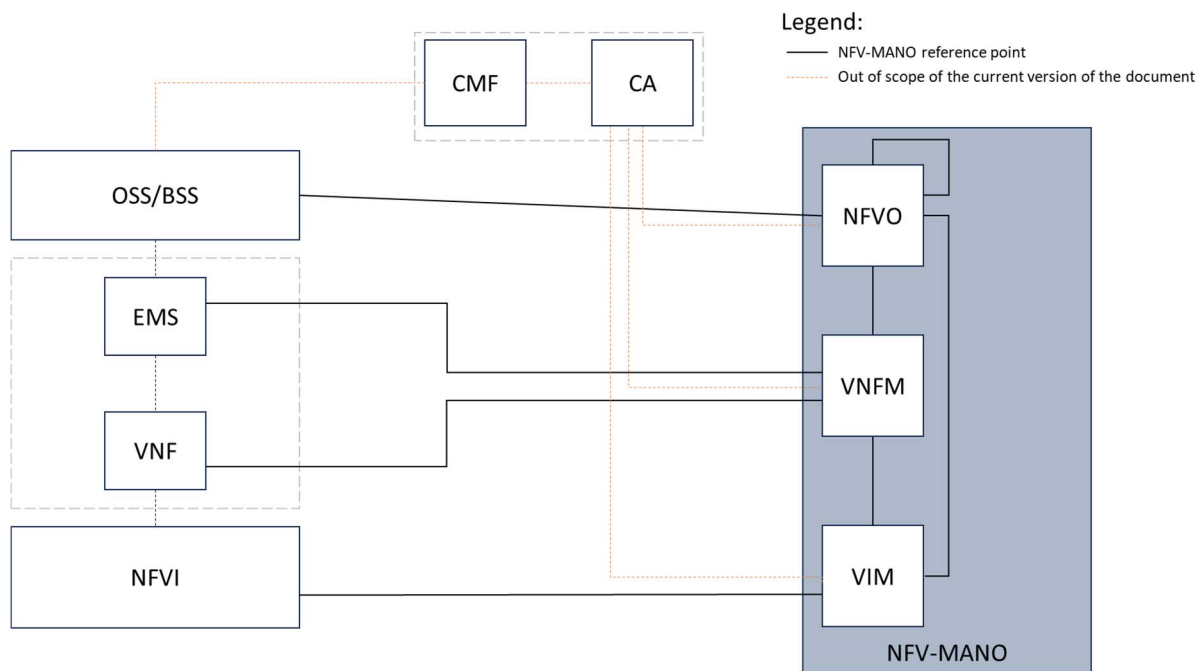 Legend:
NFV-MANO reference point
Out of scope of the current version of the document
CMF
CA
OSS/BSS
NFVO
EMS
VNFM
VNF
NFVI
VIM
NFV-MANO